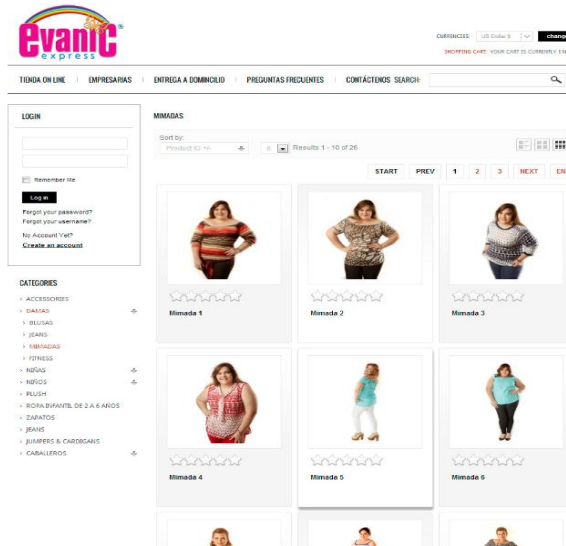 Evanic
express
CURRENCIES: US Dollar $ chang
SHOPPING CART: YOUR CART IS CURRENTLY EM
TIENDA ON LINE | EMPRESARIAS | ENTREGA A DOMINCILIO | PREGUNTAS FRECUENTES | CONTÁCTENOS SEARCH:
LOGIN
Remember Me
Log in
Forgot your password?
Forgot your username?
No Account Yet?
Create an account
CATEGORIES
ACCESSORIES
DAMAS
BLUSAS
JEANS
MIMADAS
FITNESS
NIÑAS
NIÑOS
PLUSH
ROPA INFANTIL DE 2 A 6 AÑOS
ZAPATOS
JEANS
JUMPERS & CARDIGANS
CABALLEROS
MIMADAS
Sort by:
Product ID +/-
Results 1 - 10 of 26
START PREV 1 2 3 NEXT EN
Mimada 1
Mimada 2
Mimada 3
Mimada 4
Mimada 5
Mimada 6